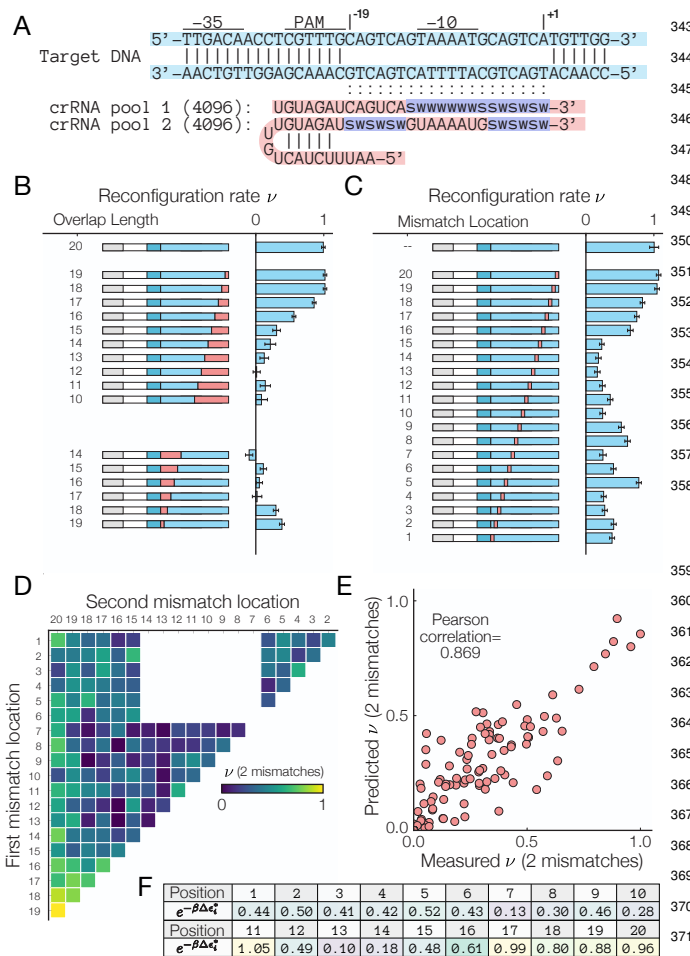 A
-35 PAM -19 -10 +1
5'-TTGACAACCTCGTTTGCAGTCAGTAAAATGCAGTCATGTTGG-3'
Target DNA
3'-AACTGTTGGAGCAAACGTCAGTCATTTTACGTCAGTACAACC-5'
crRNA pool 1 (4096): UGUAGAUCAGUCAswwwwwwsswswsw-3'
crRNA pool 2 (4096): UGUAGAUswswswGUAAAAUGswswsw-3'
U
G
UCAUCUUUAA-5'
B
Reconfiguration rate ν
Overlap Length 0 1
20
19
18
17
16
15
14
13
12
11
10
14
15
16
17
18
19
C
Reconfiguration rate ν
Mismatch Location 0 1
--
20
19
18
17
16
15
14
13
12
11
10
9
8
7
6
5
4
3
2
1
D
Second mismatch location
20 19 18 17 16 15 14 13 12 11 10 9 8 7 6 5 4 3 2
First mismatch location
1
2
3
4
5
6
7
8
9
10
11
12
13
14
15
16
17
18
19
ν (2 mismatches)
0 1
E
Pearson
correlation=
0.869
Predicted ν (2 mismatches)
1.0
0.5
0.0
0.0 0.5 1.0
Measured ν (2 mismatches)
F
Position 1 2 3 4 5 6 7 8 9 10
e^{-βΔϵ*_i} 0.44 0.50 0.41 0.42 0.52 0.43 0.13 0.30 0.46 0.28
Position 11 12 13 14 15 16 17 18 19 20
e^{-βΔϵ*_i} 1.05 0.49 0.10 0.18 0.48 0.61 0.99 0.80 0.88 0.96
343
344
345
346
347
348
349
350
351
352
353
354
355
356
357
358
359
360
361
362
363
364
365
366
367
368
369
370
371